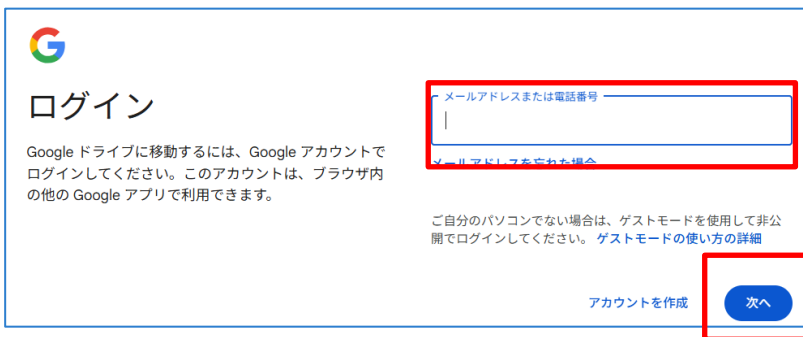 ログイン
Google ドライブに移動するには、Google アカウントで
ログインしてください。このアカウントは、ブラウザ内
の他の Google アプリで利用できます。
メールアドレスまたは電話番号
メールアドレスを忘れた場合
ご自分のパソコンでない場合は、ゲストモードを使用して非公
開でログインしてください。 ゲストモードの使い方の詳細
アカウントを作成
次へ